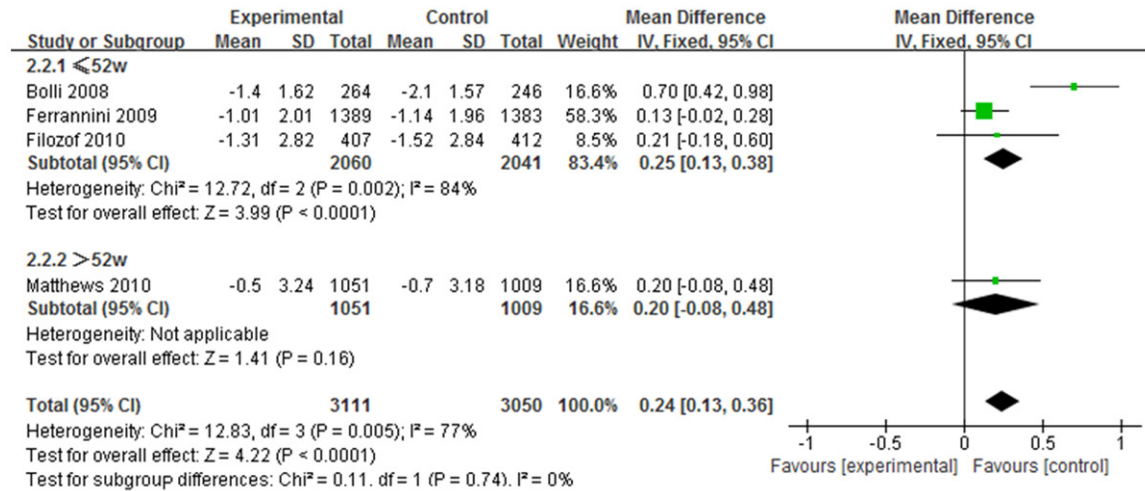 Experimental Control Mean Difference Mean Difference
Study or Subgroup Mean SD Total Mean SD Total Weight IV, Fixed, 95% CI IV, Fixed, 95% CI
2.2.1 ⩽52w
Bolli 2008 -1.4 1.62 264 -2.1 1.57 246 16.6% 0.70 [0.42, 0.98]
Ferrannini 2009 -1.01 2.01 1389 -1.14 1.96 1383 58.3% 0.13 [-0.02, 0.28]
Filozof 2010 -1.31 2.82 407 -1.52 2.84 412 8.5% 0.21 [-0.18, 0.60]
Subtotal (95% CI) 2060 2041 83.4% 0.25 [0.13, 0.38]
Heterogeneity: Chi² = 12.72, df = 2 (P = 0.002); I² = 84%
Test for overall effect: Z = 3.99 (P < 0.0001)
2.2.2 >52w
Matthews 2010 -0.5 3.24 1051 -0.7 3.18 1009 16.6% 0.20 [-0.08, 0.48]
Subtotal (95% CI) 1051 1009 16.6% 0.20 [-0.08, 0.48]
Heterogeneity: Not applicable
Test for overall effect: Z = 1.41 (P = 0.16)
Total (95% CI) 3111 3050 100.0% 0.24 [0.13, 0.36]
Heterogeneity: Chi² = 12.83, df = 3 (P = 0.005); I² = 77%
Test for overall effect: Z = 4.22 (P < 0.0001)
Test for subgroup differences: Chi² = 0.11, df = 1 (P = 0.74), I² = 0%
-1 -0.5 0 0.5 1
Favours [experimental] Favours [control]